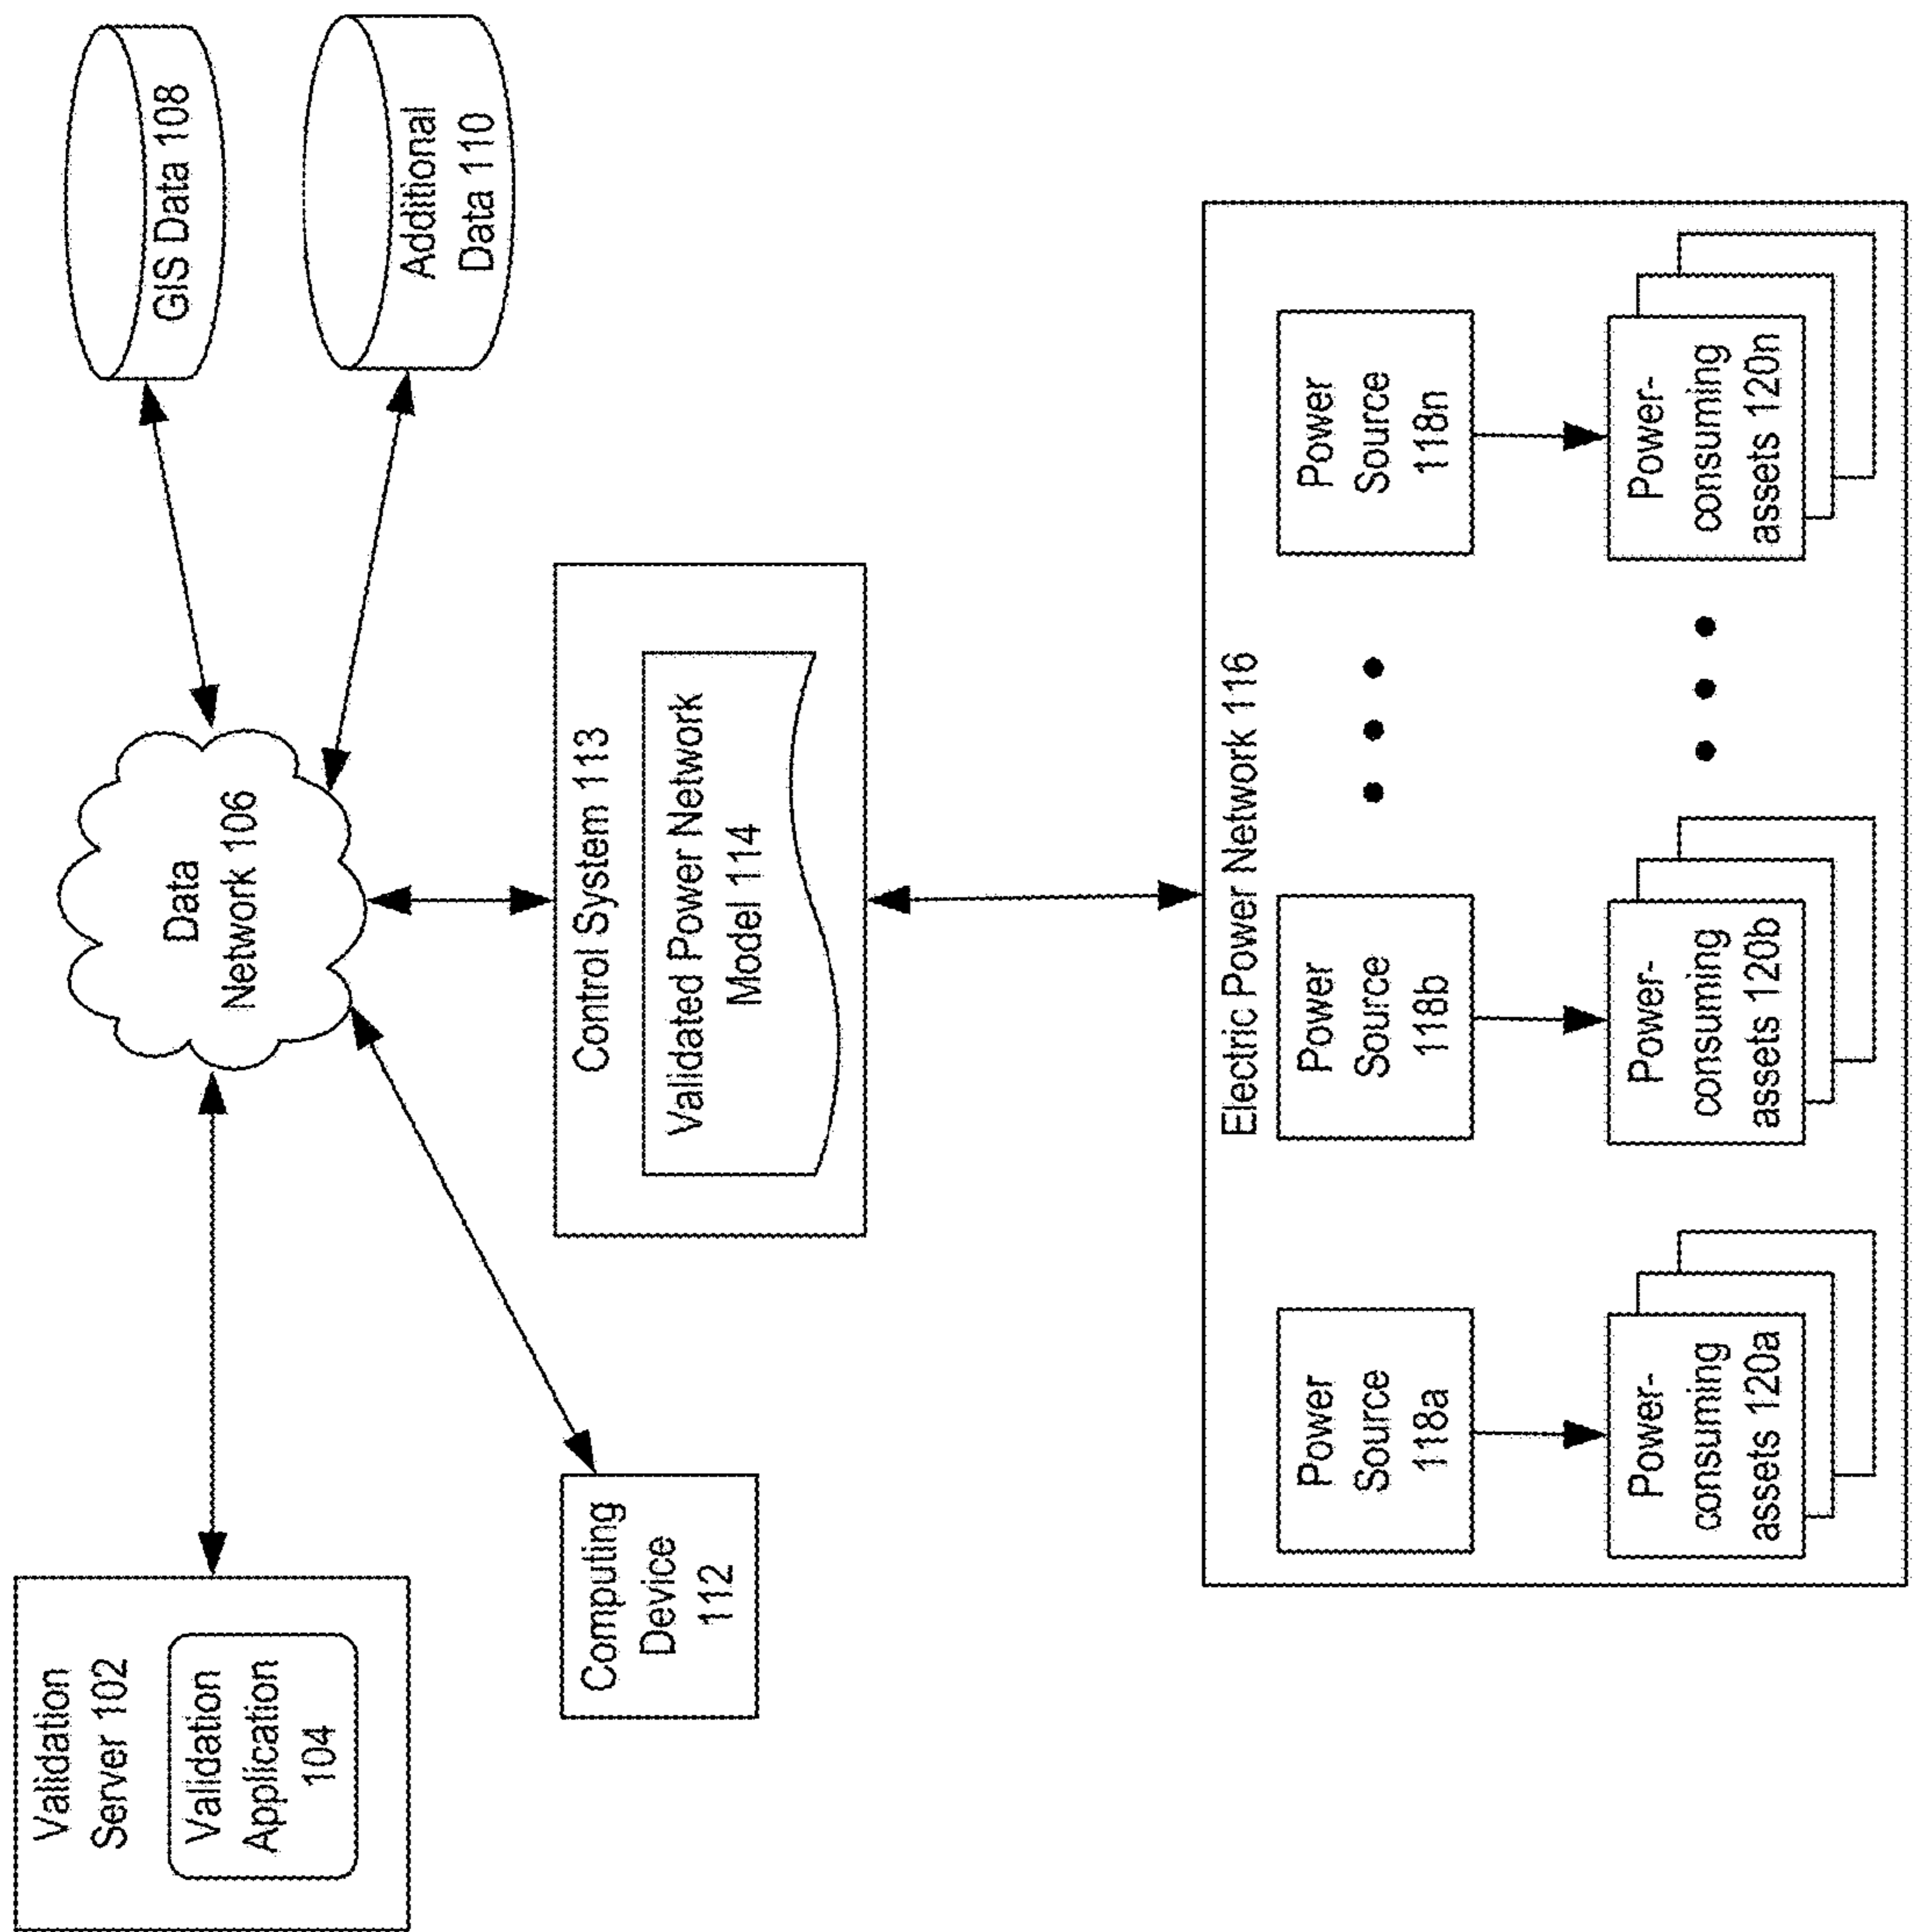 Validation
Server 102
Validation
Application
104
Data
Network 106
GIS Data 108
Additional
Data 110
Computing
Device
112
Control System 113
Validated Power Network
Model 114
Electric Power Network 116
Power
Source
118a
Power
Source
118b
Power
Source
118n
Power-
consuming
assets 120a
Power-
consuming
assets 120b
Power-
consuming
assets 120n